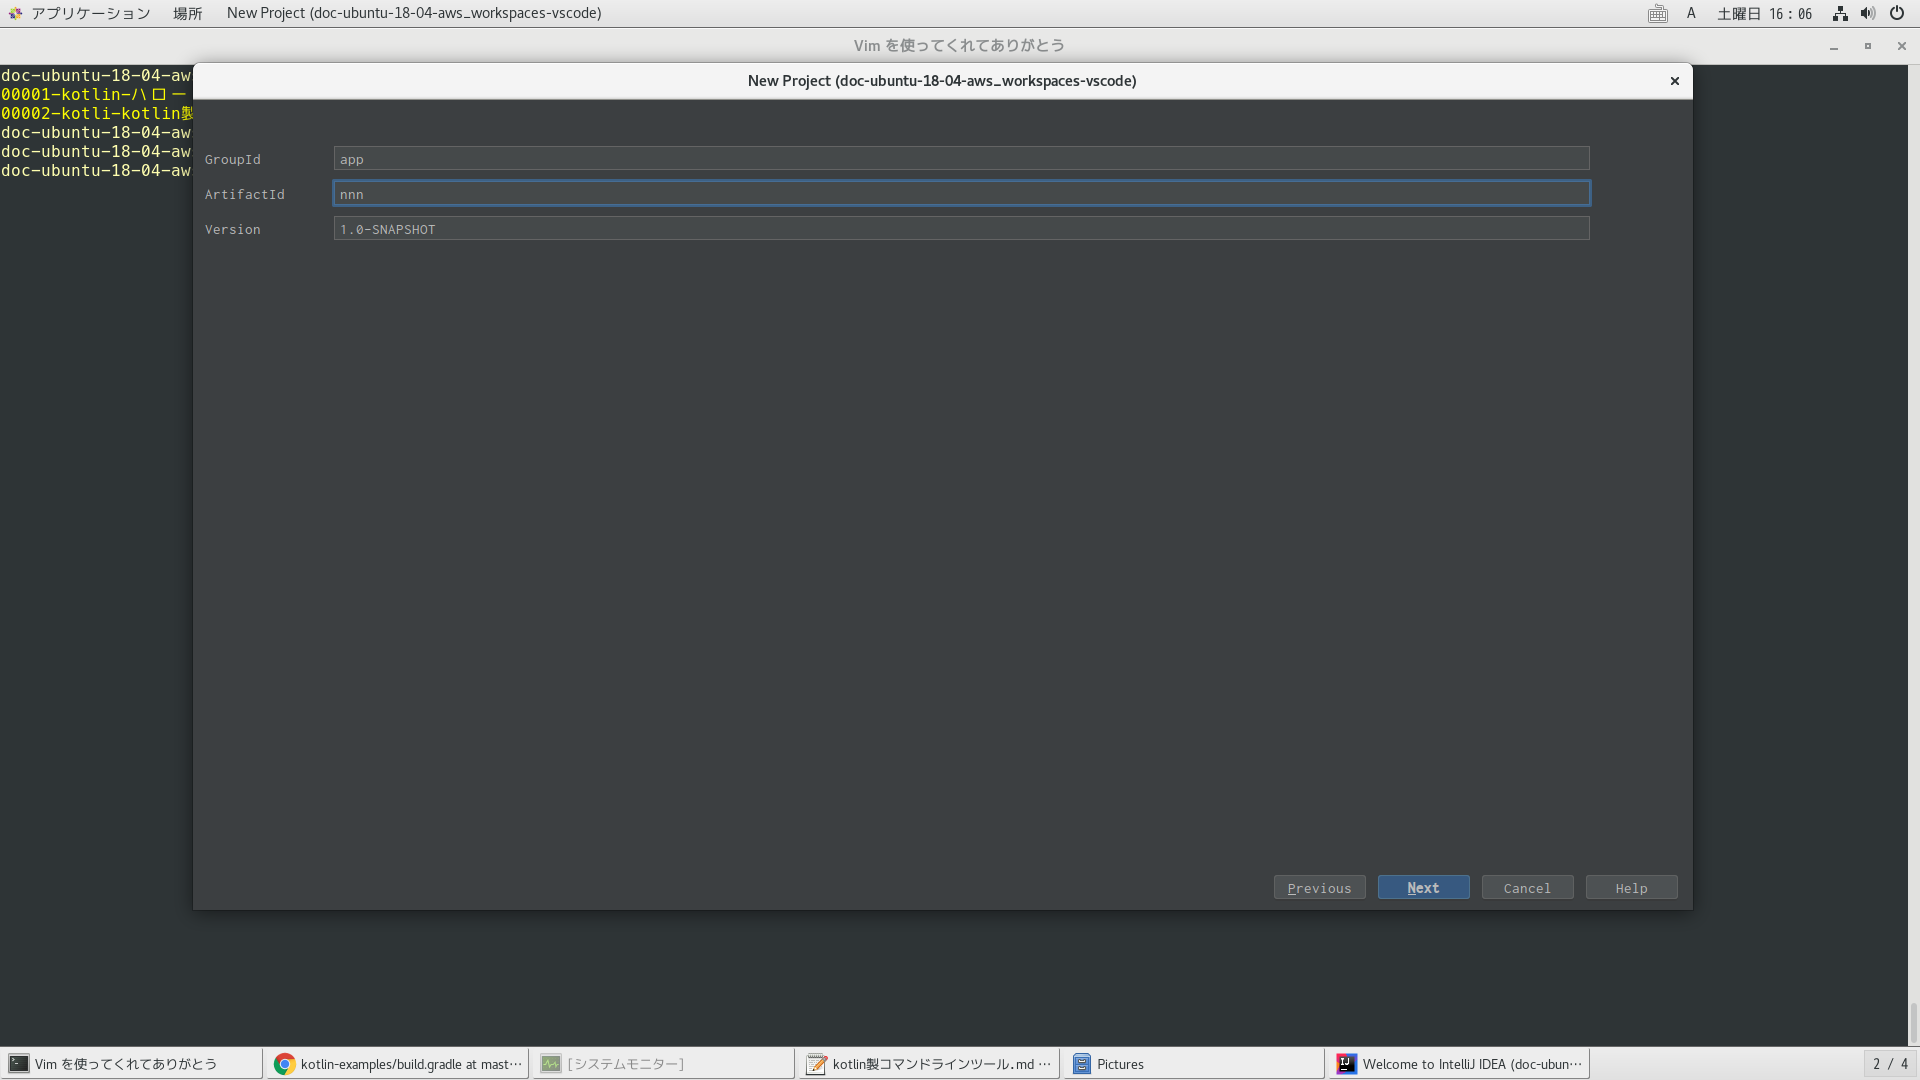 アプリケーション 場所 New Project (doc-ubuntu-18-04-aws_workspaces-vscode) A 土曜日 16:06
Vim を使ってくれてありがとう
doc-ubuntu-18-04-aw
00001-kotlin-ハロー
00002-kotli-kotlin製
doc-ubuntu-18-04-aw
doc-ubuntu-18-04-aw
doc-ubuntu-18-04-aw
New Project (doc-ubuntu-18-04-aws_workspaces-vscode)
GroupId app
ArtifactId nnn
Version 1.0-SNAPSHOT
Previous Next Cancel Help
Vim を使ってくれてありがとう kotlin-examples/build.gradle at mast… [システムモニター] kotlin製コマンドラインツール.md … Pictures Welcome to IntelliJ IDEA (doc-ubun… 2 / 4